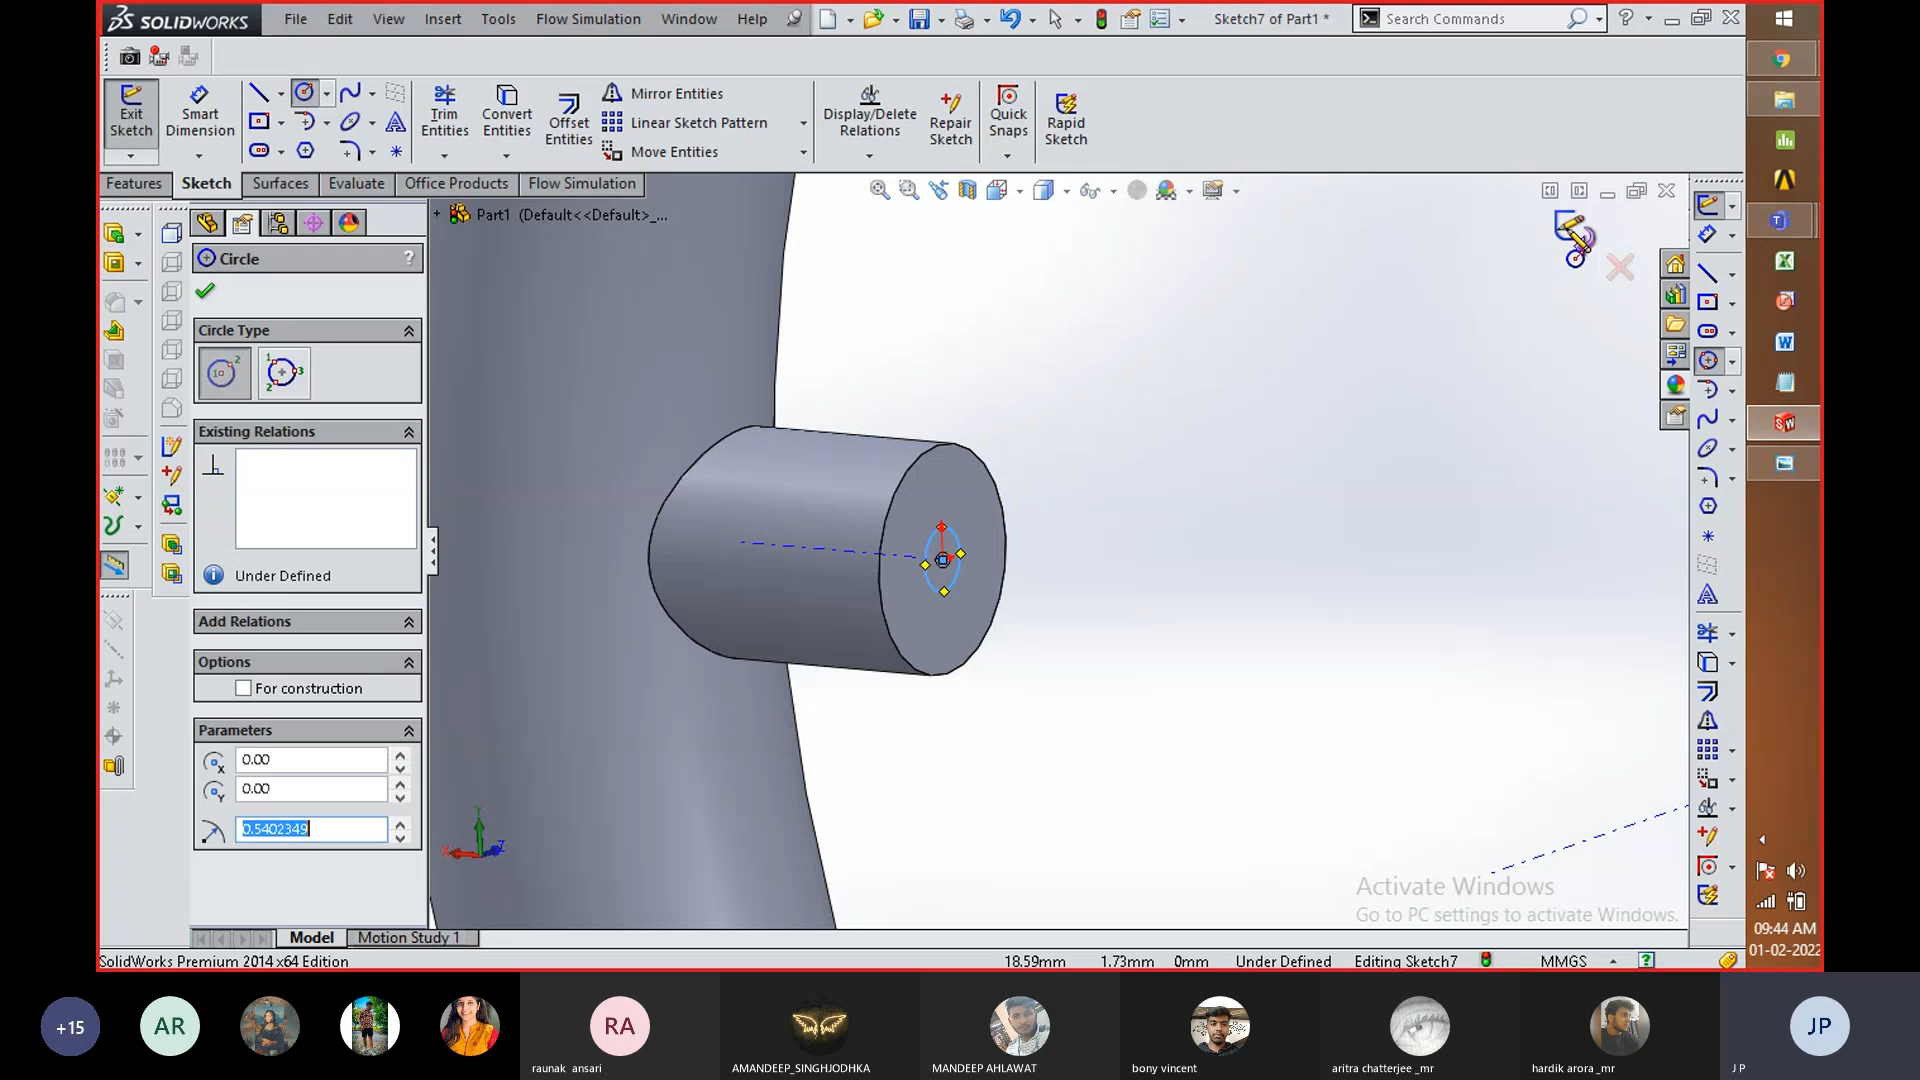 SOLIDWORKS
File Edit View Insert Tools Flow Simulation Window Help
Sketch7 of Part1 *
Search Commands
Exit Sketch
Smart Dimension
Trim Entities
Convert Entities
Offset Entities
Mirror Entities
Linear Sketch Pattern
Move Entities
Display/Delete Relations
Repair Sketch
Quick Snaps
Rapid Sketch
Features Sketch Surfaces Evaluate Office Products Flow Simulation
Part1 (Default<<Default>_...
Circle ?
Circle Type
Existing Relations
Under Defined
Add Relations
Options
For construction
Parameters
0.00
0.00
0.5402349
Activate Windows
Go to PC settings to activate Windows.
Model Motion Study 1
SolidWorks Premium 2014 x64 Edition
18.59mm 1.73mm 0mm Under Defined Editing Sketch7 MMGS
09:44 AM
01-02-2022
+15
AR
RA
JP
raunak ansari
AMANDEEP_SINGHJODHKA
MANDEEP AHLAWAT
bony vincent
aritra chatterjee _mr
hardik arora _mr
J P